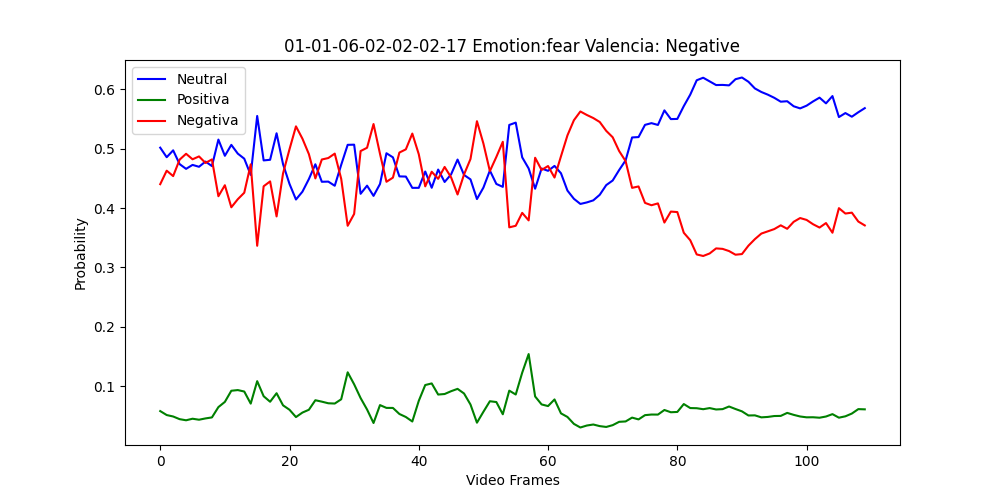 01-01-06-02-02-02-17 Emotion:fear Valencia: Negative
Neutral
Positiva
Negativa
0.6
0.5
0.4
0.3
0.2
0.1
Probability
0 20 40 60 80 100
Video Frames